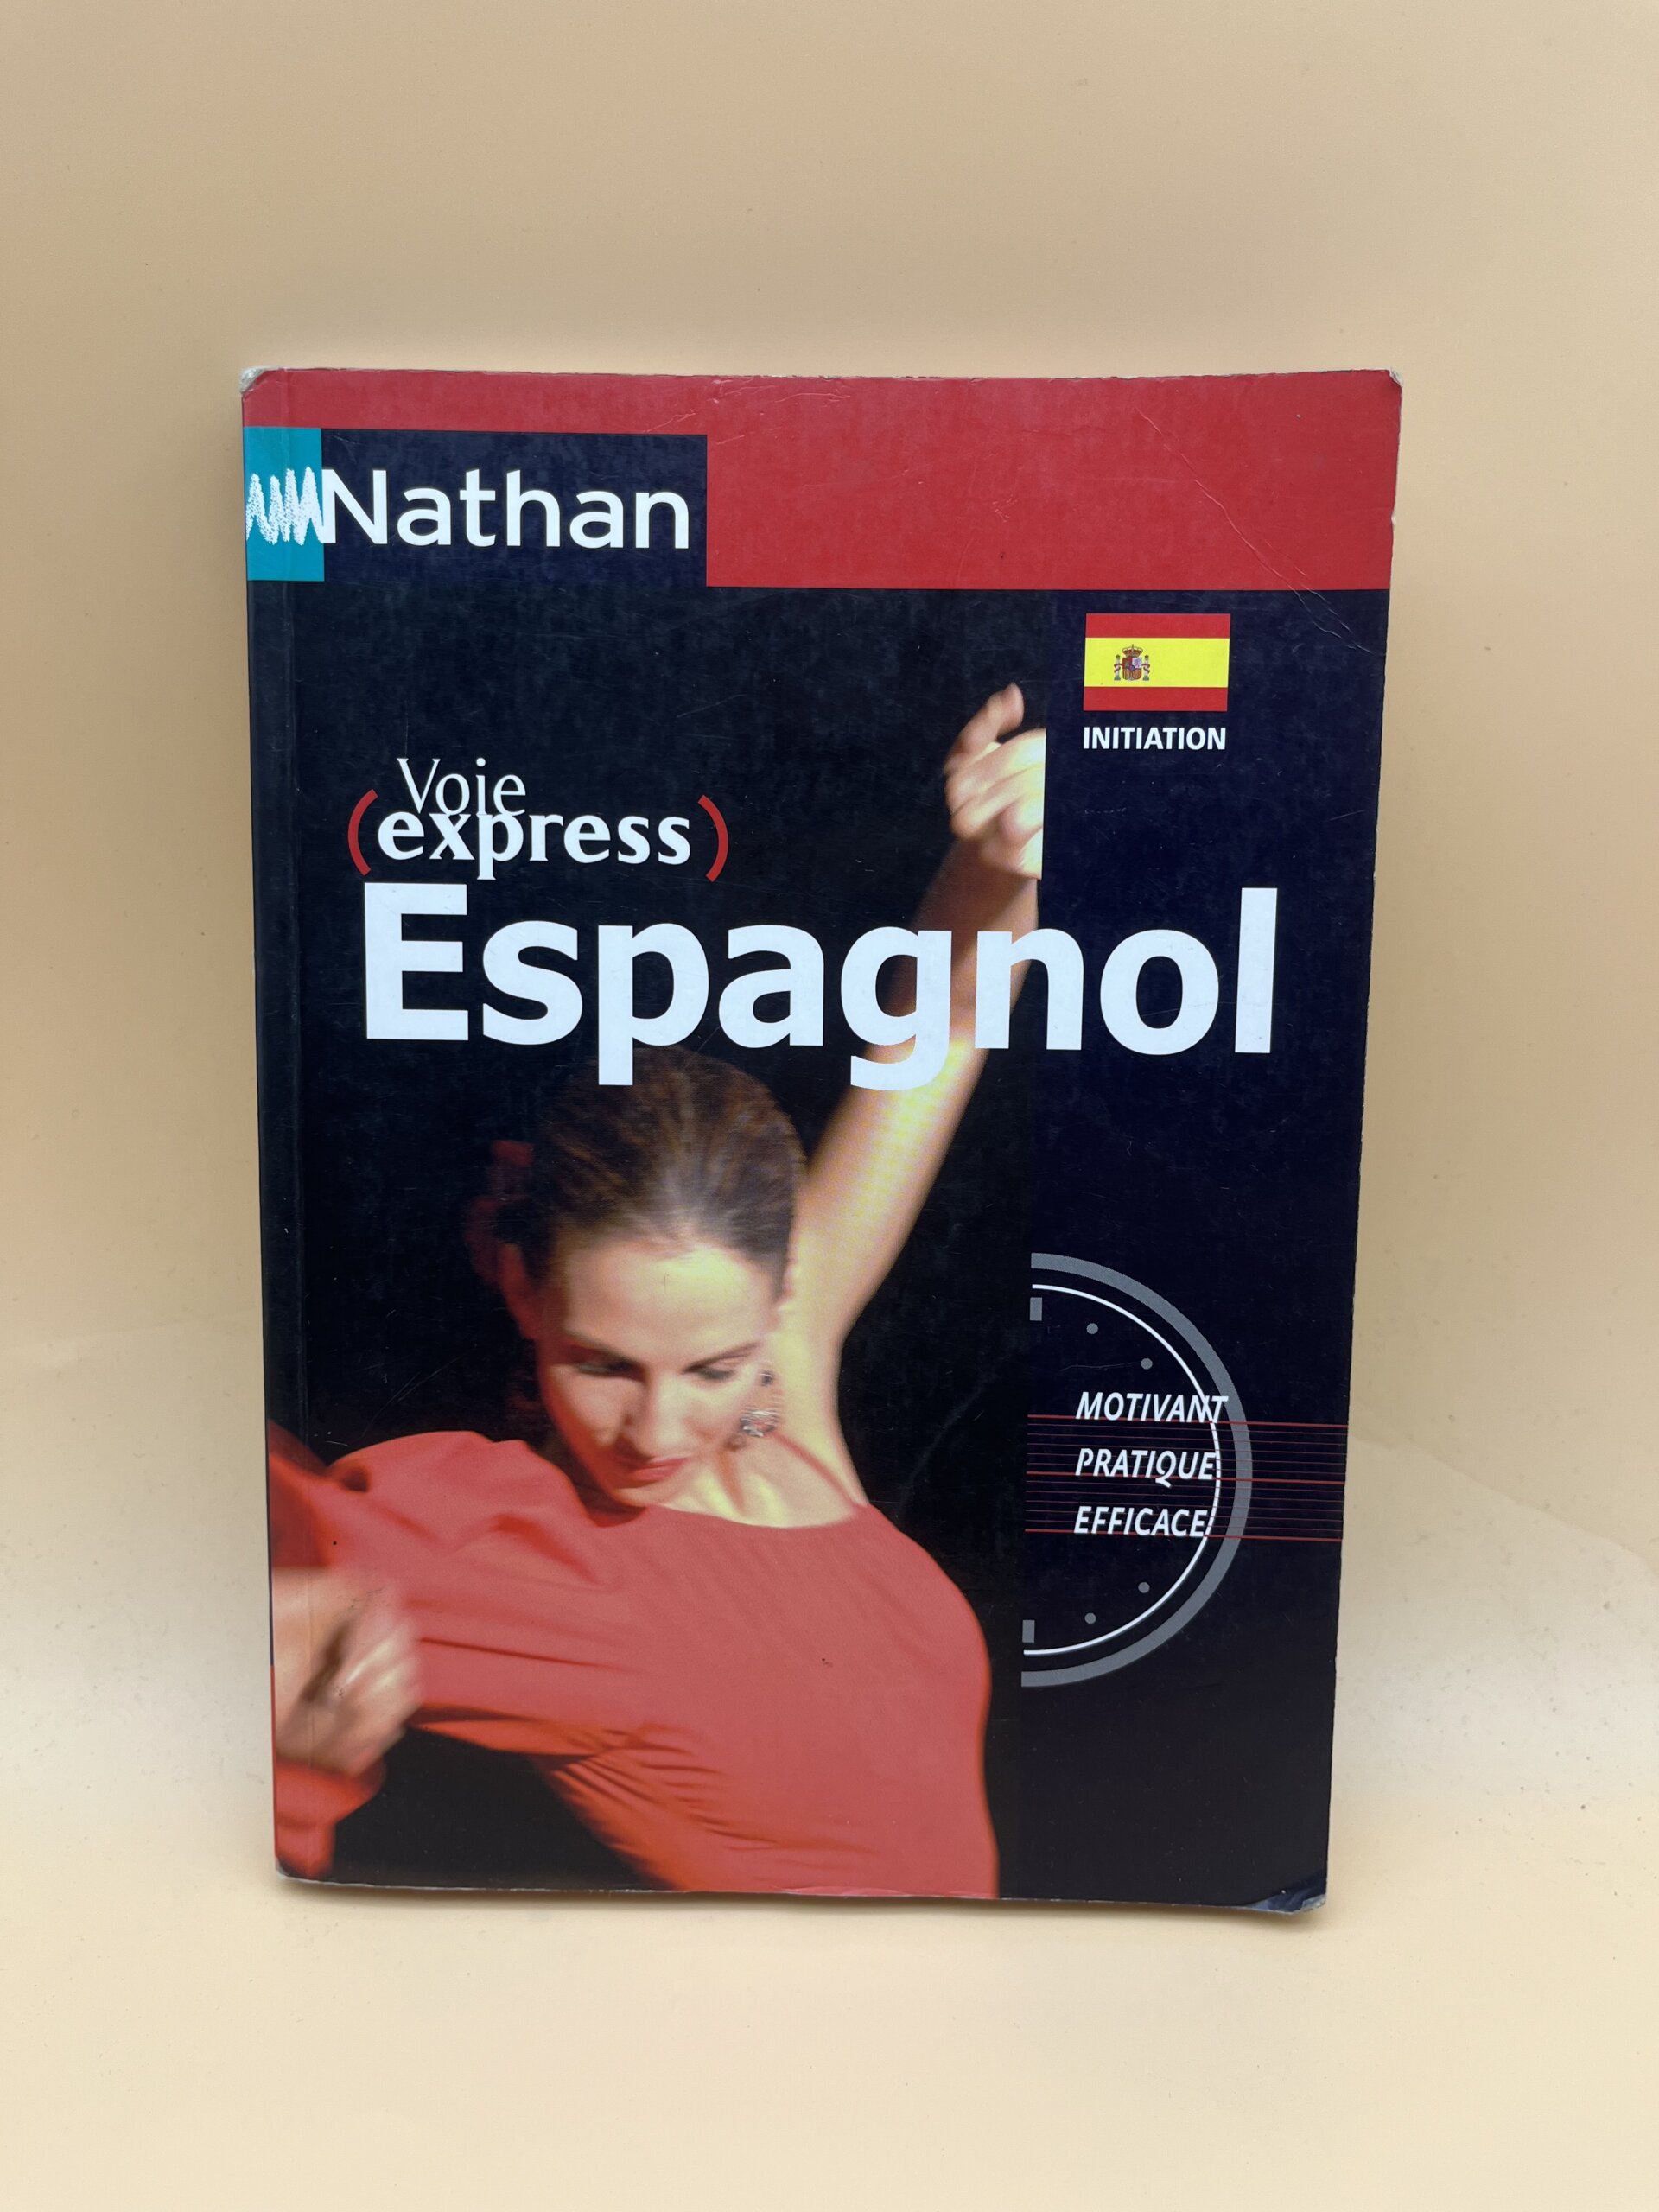 Nathan
INITIATION
Voie
(express)
Espagnol
MOTIVANT
PRATIQUE
EFFICACE